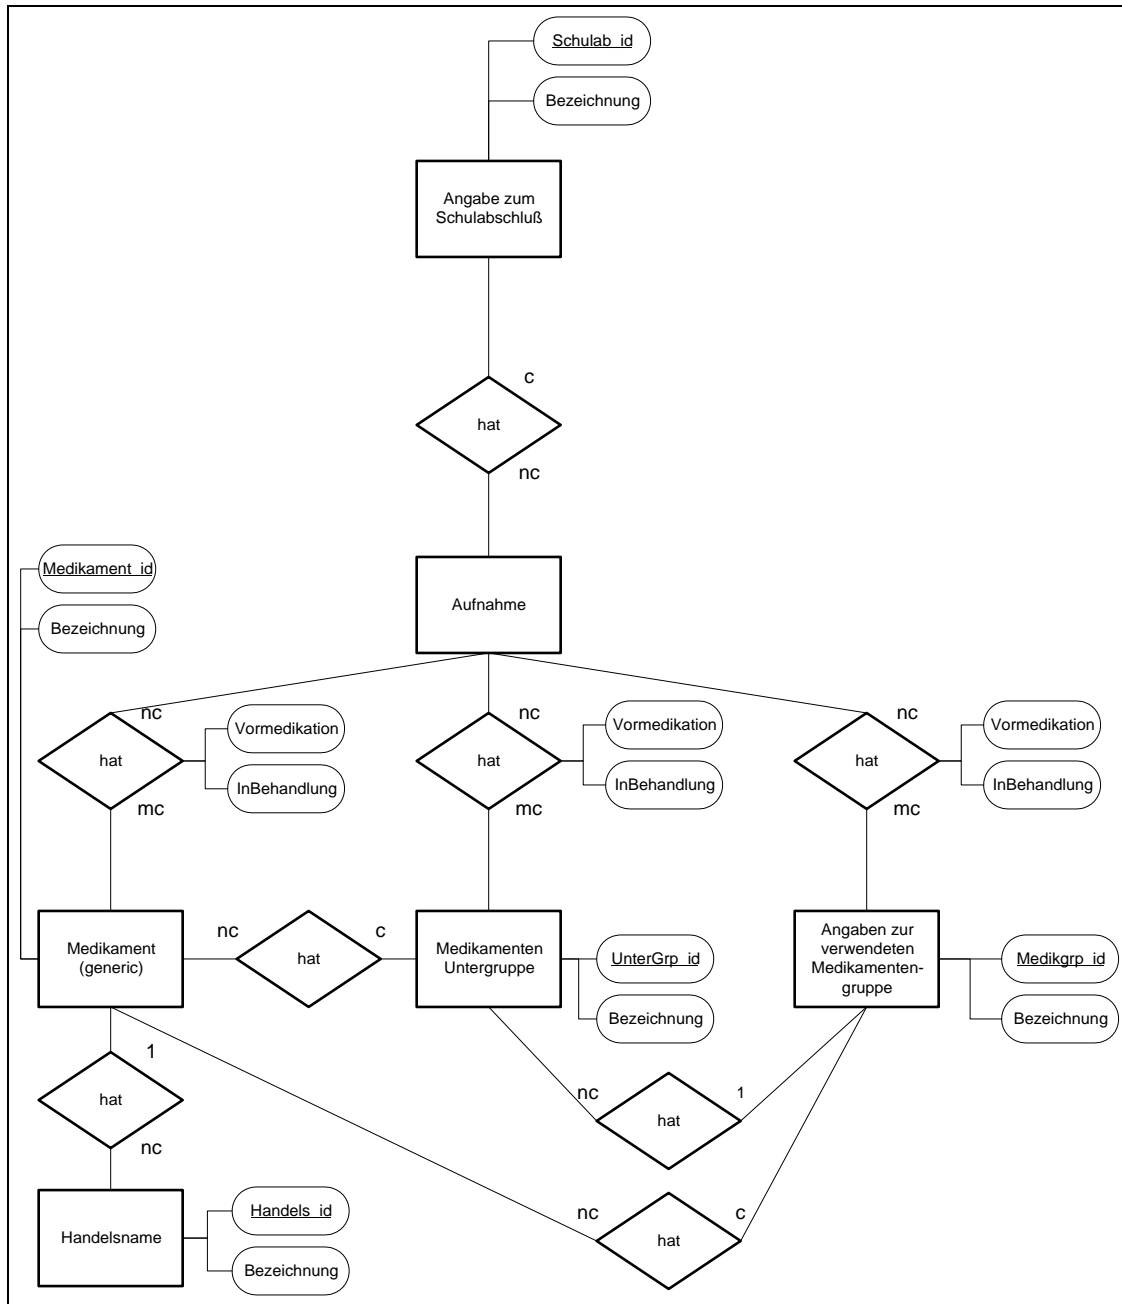 Schulab_id
Bezeichnung
Angabe zum
Schulabschluß
c
hat
nc
Medikament_id
Bezeichnung
Aufnahme
nc
hat
mc
Vormedikation
InBehandlung
nc
hat
mc
Vormedikation
InBehandlung
nc
hat
mc
Vormedikation
InBehandlung
Medikament
(generic)
nc
hat
c
Medikamenten
Untergruppe
UnterGrp_id
Bezeichnung
Angaben zur
verwendeten
Medikamenten-
gruppe
Medikgrp_id
Bezeichnung
1
hat
nc
nc
hat
1
nc
hat
c
Handelsname
Handels_id
Bezeichnung